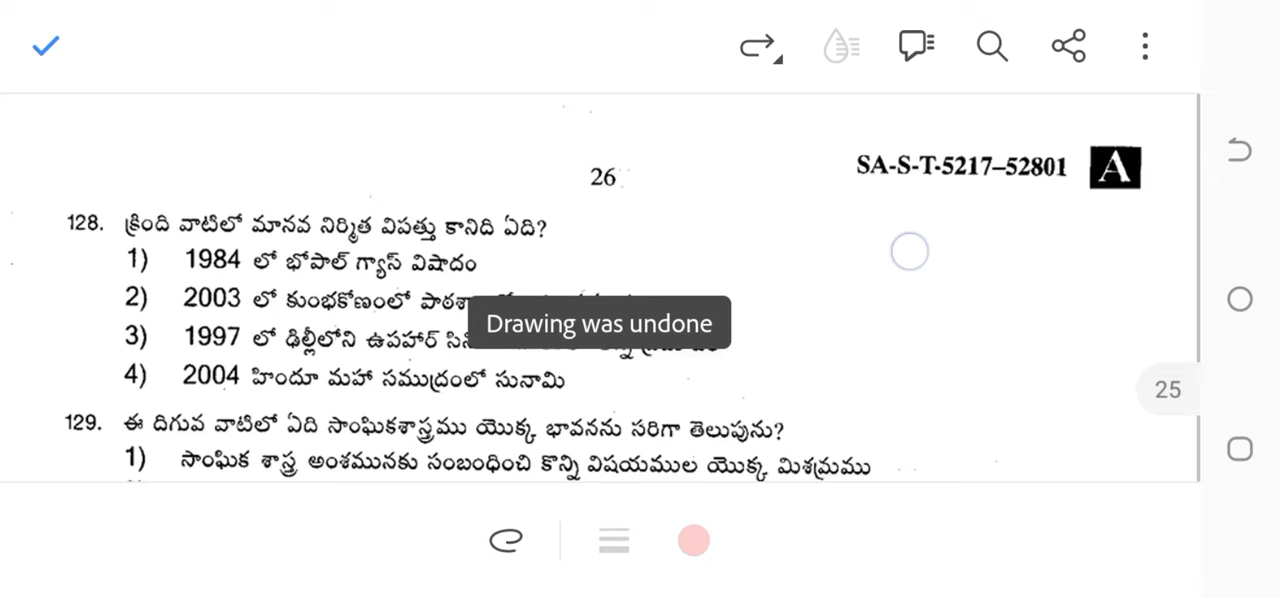 26
SA-S-T-5217–52801 A
128. క్రింది వాటిలో మానవ నిర్మిత విపత్తు కానిది ఏది?
1) 1984 లో భోపాల్ గ్యాస్ విషాదం
2) 2003 లో కుంభకోణంలో
Drawing was undone
3) 1997 లో ఢిల్లీలోని ఉపహార్
4) 2004 హిందూ మహా సముద్రంలో సునామి
25
129. ఈ దిగువ వాటిలో ఏది సాంఘికశాస్త్రము యొక్క భావనను సరిగా తెలుపును?
1) సాంఘిక శాస్త్ర అంశమునకు సంబంధించి కొన్ని విషయముల యొక్క మిశ్రమము